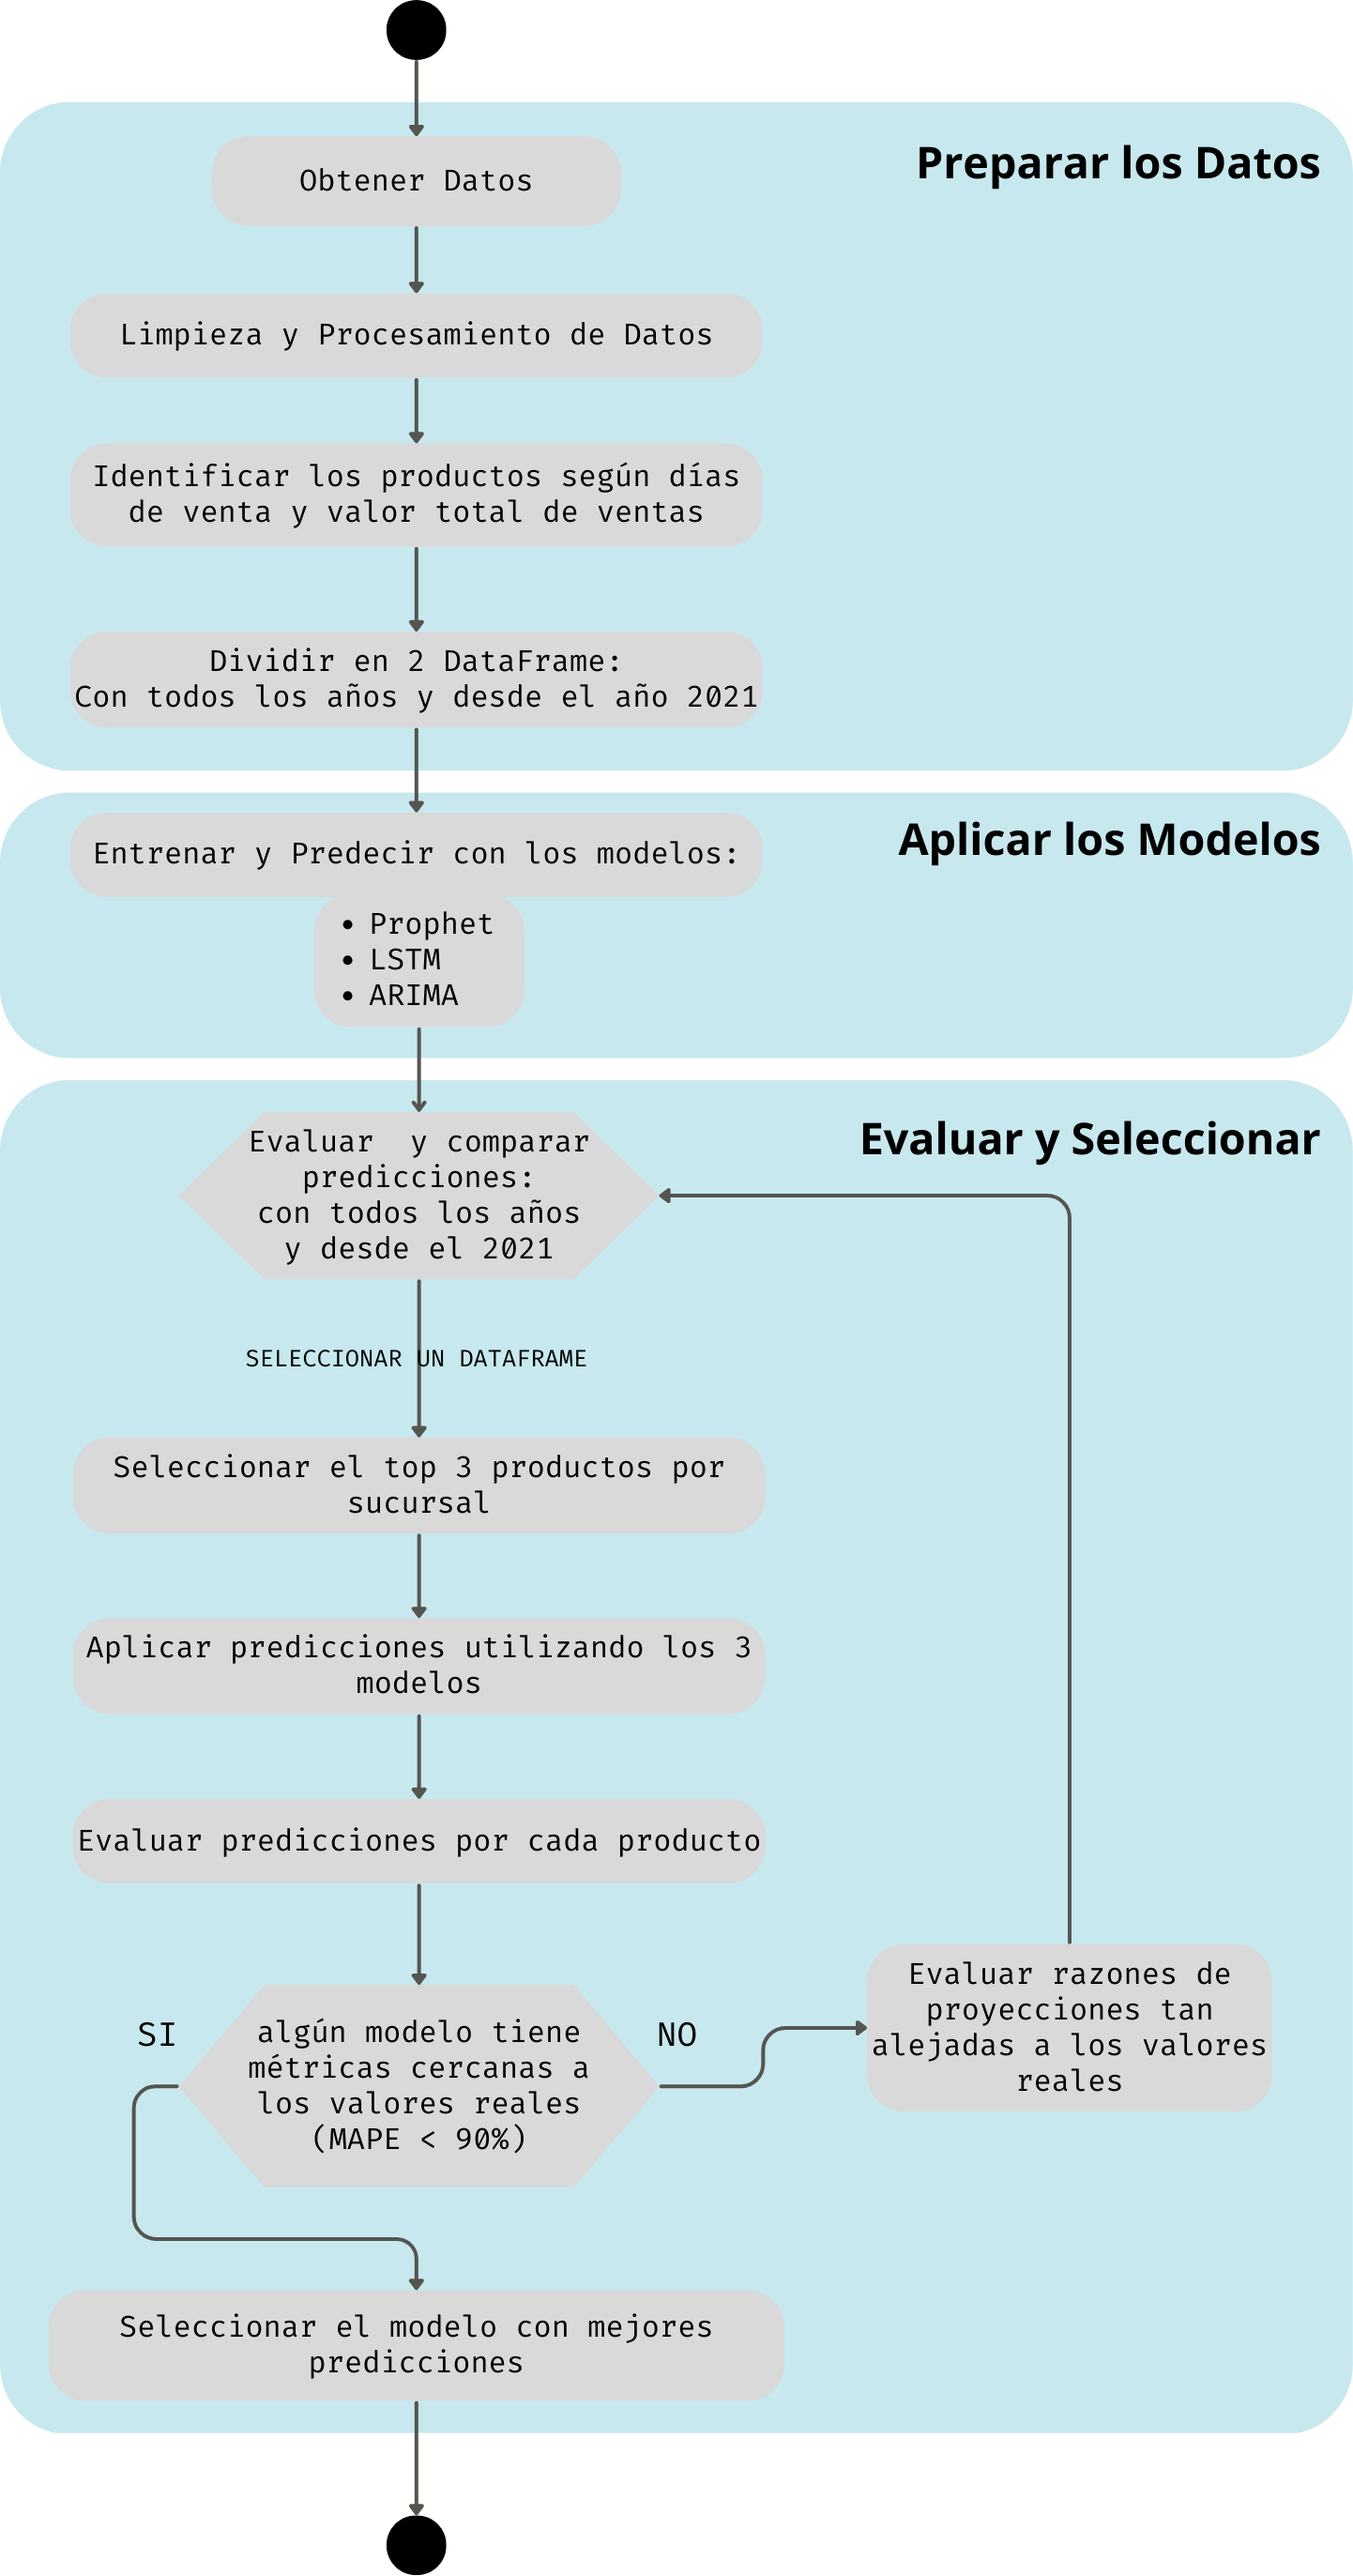 Preparar los Datos
Obtener Datos
Limpieza y Procesamiento de Datos
Identificar los productos según días
de venta y valor total de ventas
Dividir en 2 DataFrame:
Con todos los años y desde el año 2021
Aplicar los Modelos
Entrenar y Predecir con los modelos:
• Prophet
• LSTM
• ARIMA
Evaluar y Seleccionar
Evaluar  y comparar
predicciones:
con todos los años
y desde el 2021
SELECCIONAR UN DATAFRAME
Seleccionar el top 3 productos por
sucursal
Aplicar predicciones utilizando los 3
modelos
Evaluar predicciones por cada producto
SI
algún modelo tiene
métricas cercanas a
los valores reales
(MAPE < 90%)
NO
Evaluar razones de
proyecciones tan
alejadas a los valores
reales
Seleccionar el modelo con mejores
predicciones